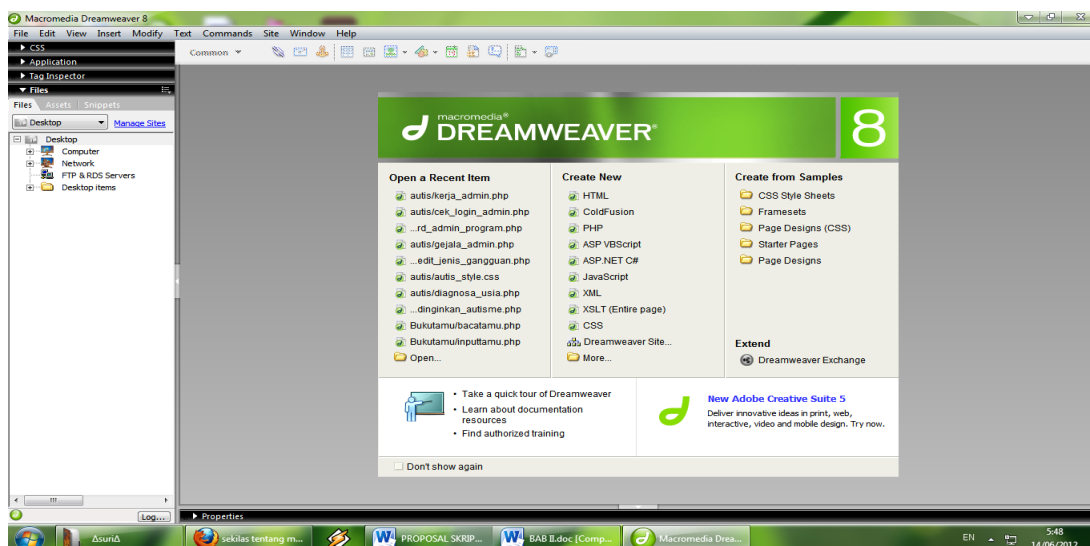 Macromedia Dreamweaver 8
File Edit View Insert Modify Text Commands Site Window Help
CSS
Common
Application
Tag Inspector
Files
Files Assets Snippets
Desktop Manage Sites
Desktop
Computer
Network
FTP & RDS Servers
Desktop items
macromedia®
DREAMWEAVER® 8
Open a Recent Item
autis/kerja_admin.php
autis/cek_login_admin.php
...rd_admin_program.php
autis/gejala_admin.php
...edit_jenis_gangguan.php
autis/autis_style.css
autis/diagnosa_usia.php
...dinginkan_autisme.php
Bukutamu/bacatamu.php
Bukutamu/inputtamu.php
Open...
Create New
HTML
ColdFusion
PHP
ASP VBScript
ASP.NET C#
JavaScript
XML
XSLT (Entire page)
CSS
Dreamweaver Site...
More...
Create from Samples
CSS Style Sheets
Framesets
Page Designs (CSS)
Starter Pages
Page Designs
Extend
Dreamweaver Exchange
• Take a quick tour of Dreamweaver
• Learn about documentation
resources
• Find authorized training
New Adobe Creative Suite 5
Deliver innovative ideas in print, web,
interactive, video and mobile design. Try now.
Don't show again
Log...
Properties
∆suri∆
sekilas tentang m...
PROPOSAL SKRIP...
BAB II.doc [Comp...
Macromedia Drea...
EN
5:48
14/06/2012